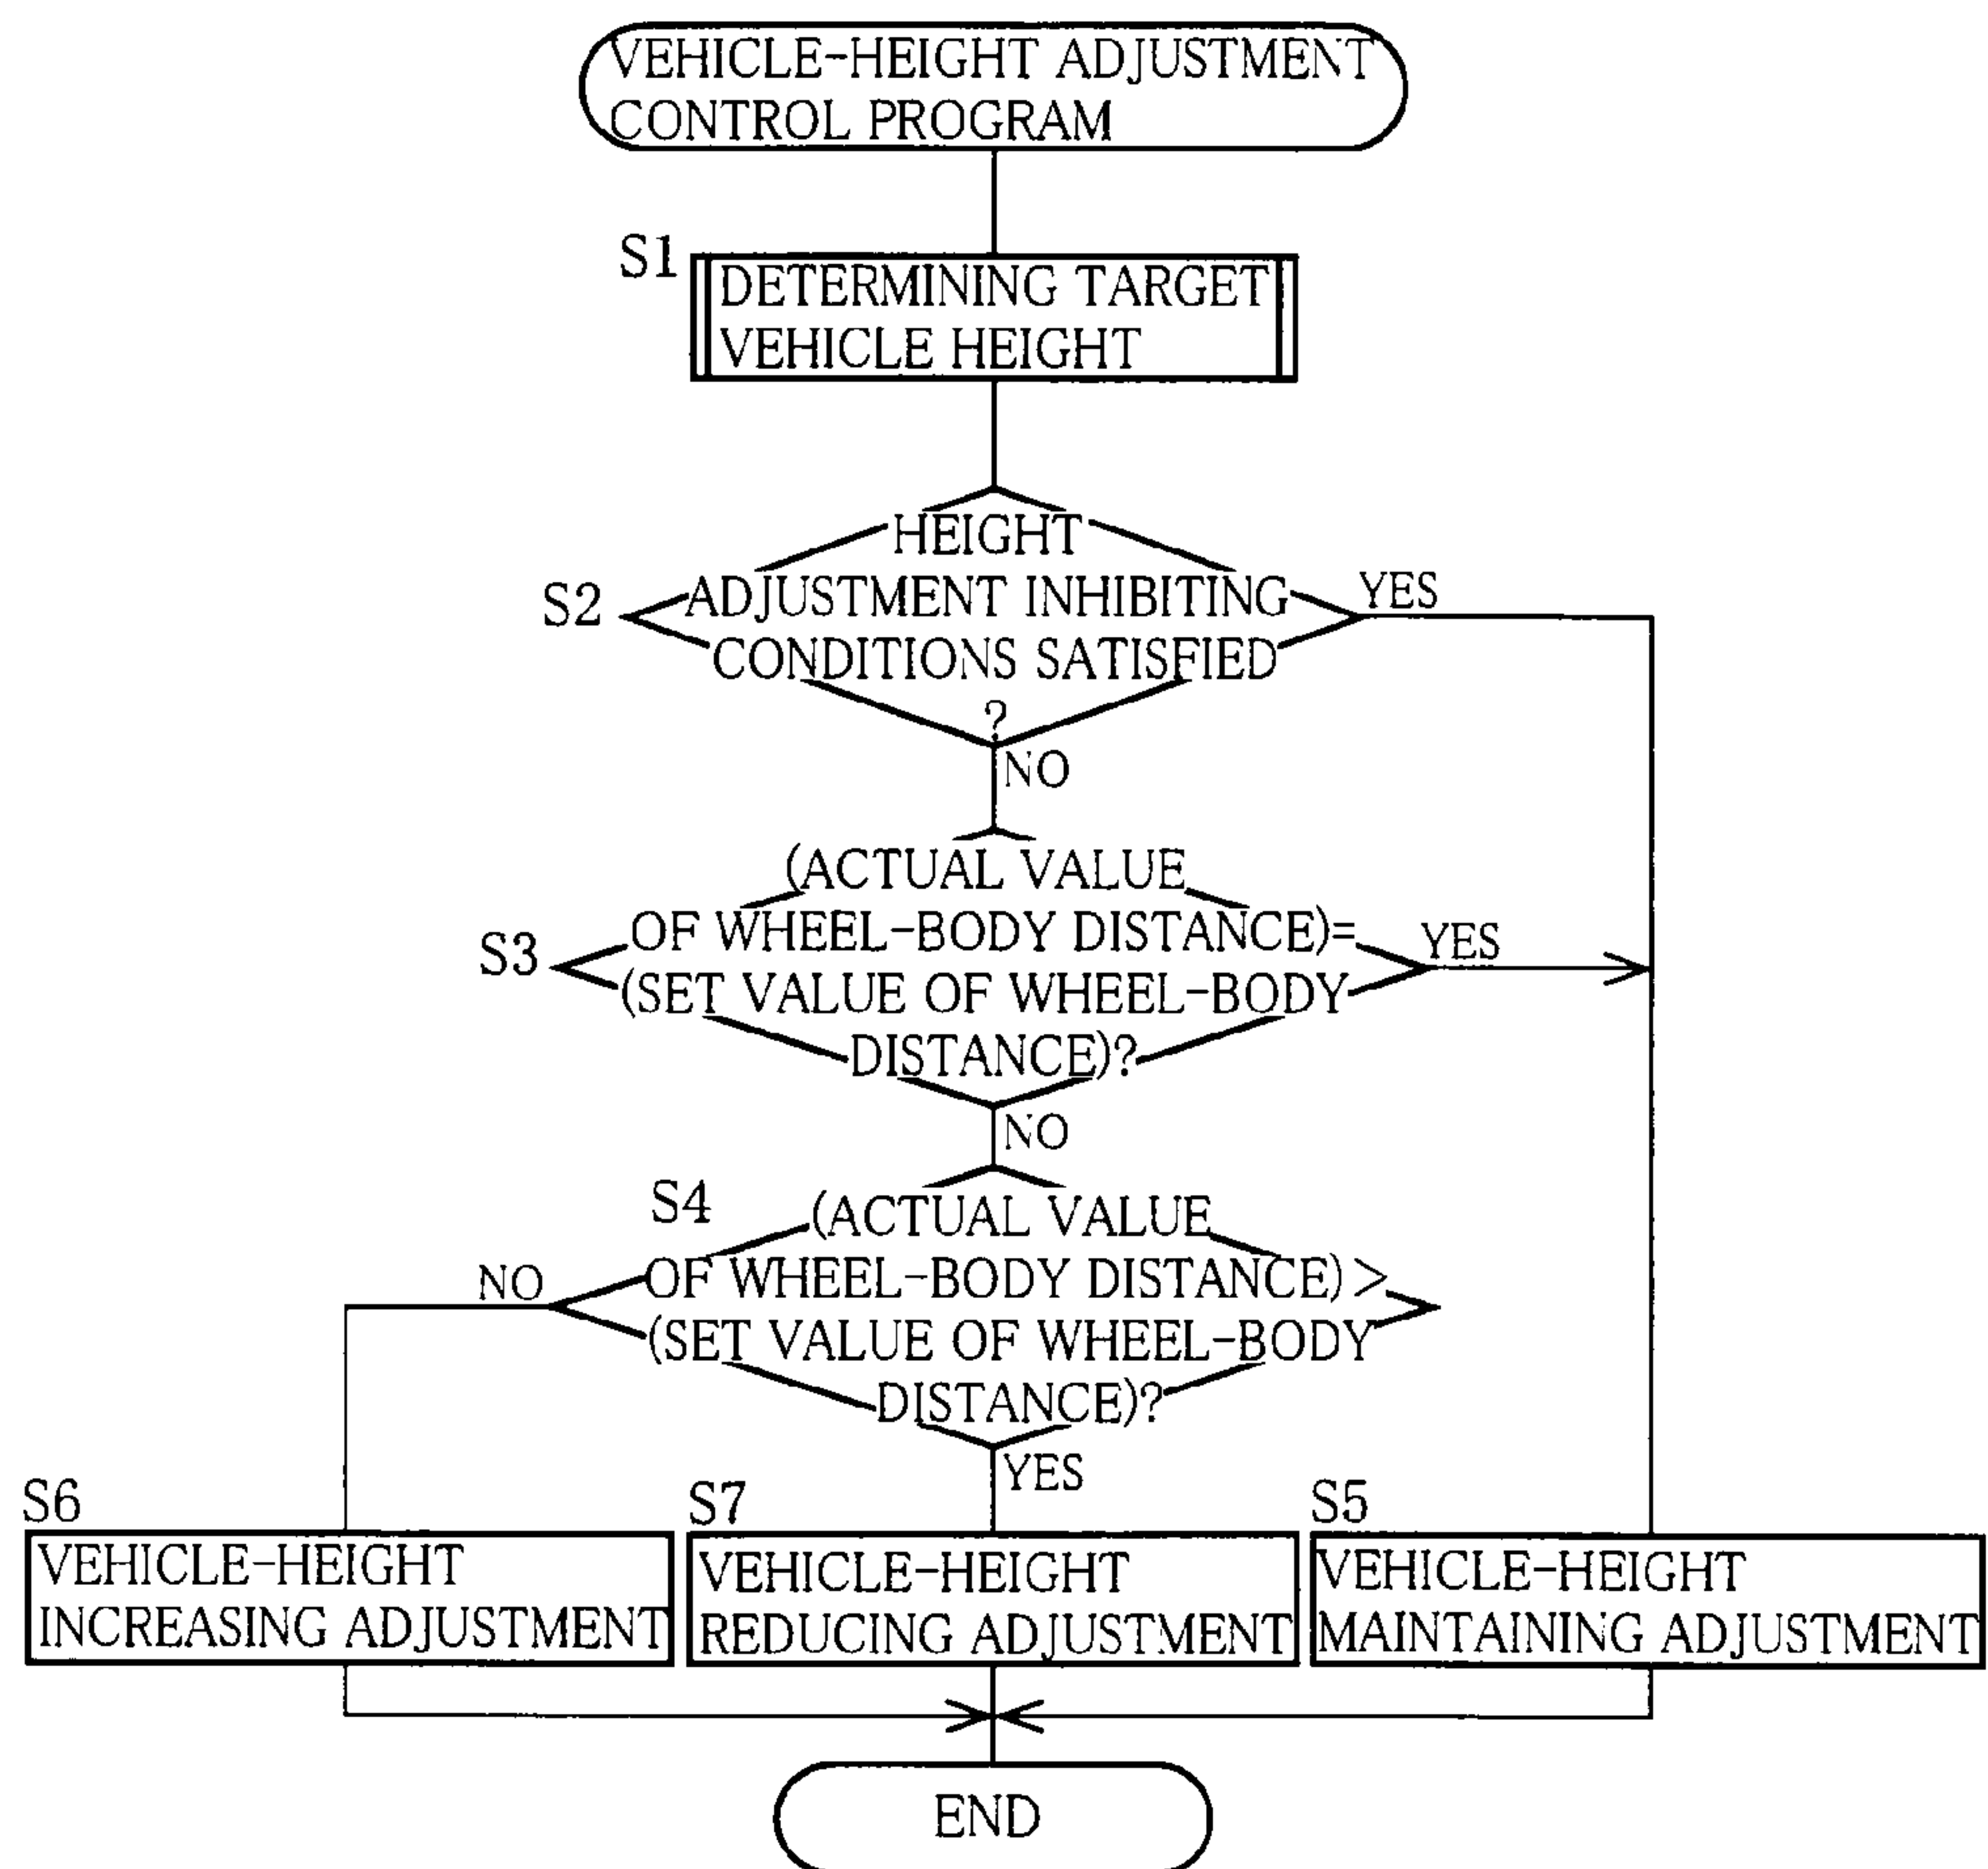 VEHICLE-HEIGHT ADJUSTMENT
CONTROL PROGRAM
S1
DETERMINING TARGET
VEHICLE HEIGHT
HEIGHT
S2
ADJUSTMENT INHIBITING
YES
CONDITIONS SATISFIED
?
NO
(ACTUAL VALUE
OF WHEEL-BODY DISTANCE)=
YES
S3
(SET VALUE OF WHEEL-BODY
DISTANCE)?
NO
S4
(ACTUAL VALUE
NO
OF WHEEL-BODY DISTANCE) >
(SET VALUE OF WHEEL-BODY
DISTANCE)?
YES
S6
VEHICLE-HEIGHT
INCREASING ADJUSTMENT
S7
VEHICLE-HEIGHT
REDUCING ADJUSTMENT
S5
VEHICLE-HEIGHT
MAINTAINING ADJUSTMENT
END